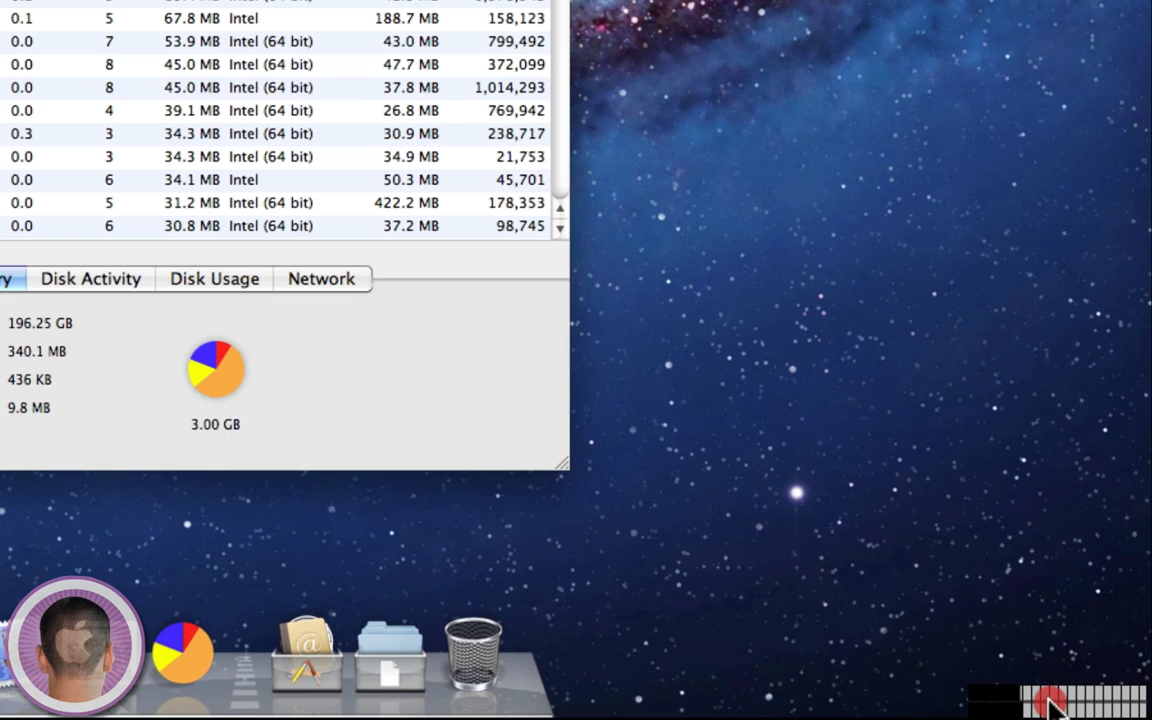 0.1 5 67.8 MB Intel 188.7 MB 158,123
0.0 7 53.9 MB Intel (64 bit) 43.0 MB 799,492
0.0 8 45.0 MB Intel (64 bit) 47.7 MB 372,099
0.0 8 45.0 MB Intel (64 bit) 37.8 MB 1,014,293
0.0 4 39.1 MB Intel (64 bit) 26.8 MB 769,942
0.3 3 34.3 MB Intel (64 bit) 30.9 MB 238,717
0.0 3 34.3 MB Intel (64 bit) 34.9 MB 21,753
0.0 6 34.1 MB Intel 50.3 MB 45,701
0.0 5 31.2 MB Intel (64 bit) 422.2 MB 178,353
0.0 6 30.8 MB Intel (64 bit) 37.2 MB 98,745
ry Disk Activity Disk Usage Network
196.25 GB
340.1 MB
436 KB
9.8 MB
3.00 GB
@